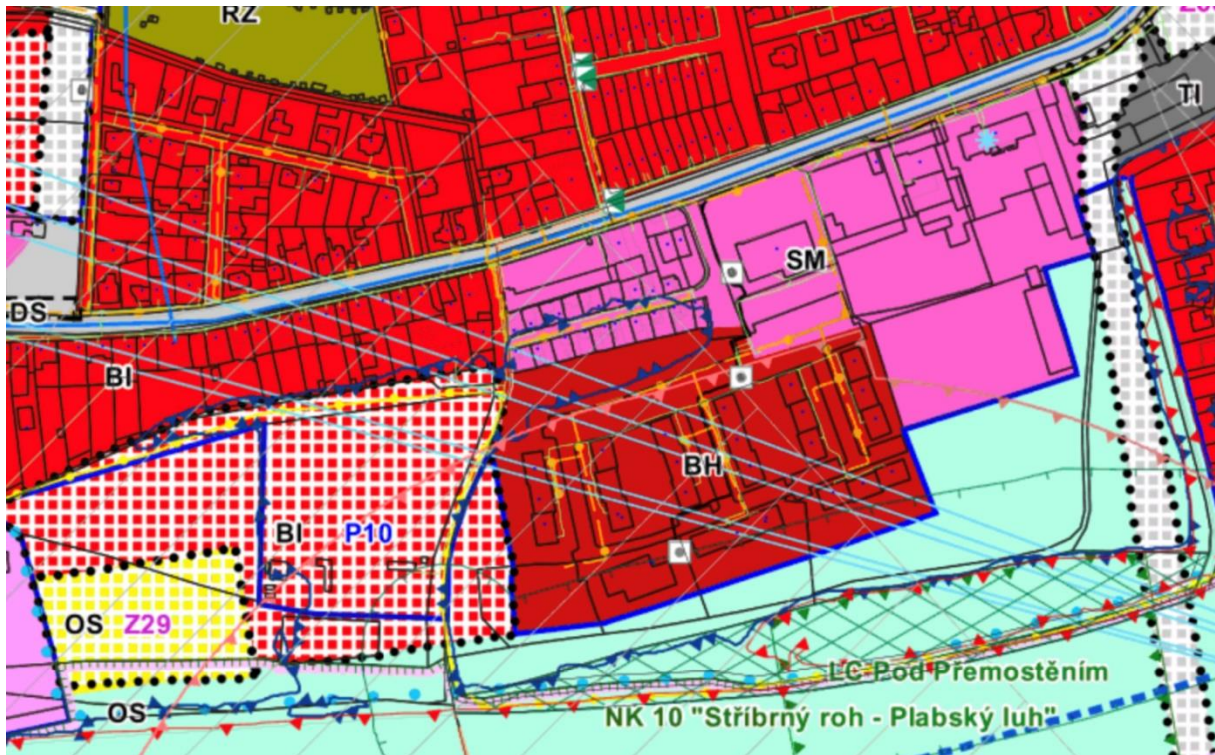 RZ
TI
SM
DS
BI
BH
BI P10
OS Z29
LC Pod Přemostěním
OS
NK 10 "Stříbrný roh - Plabský luh"